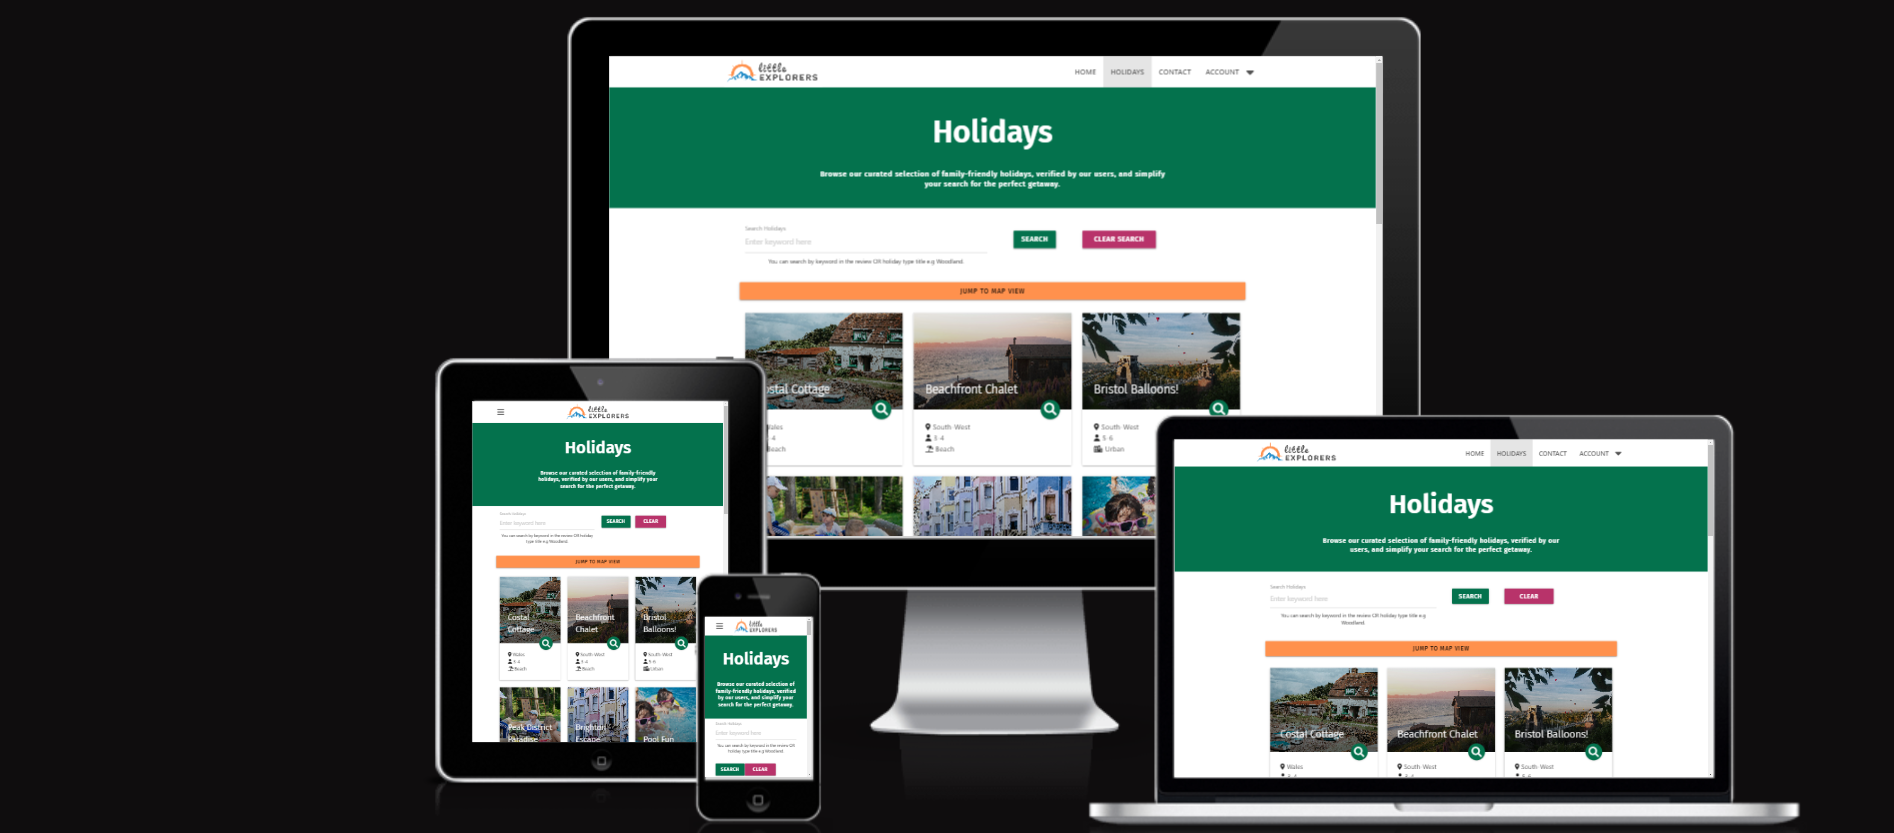 little
EXPLORERS
HOME HOLIDAYS CONTACT ACCOUNT
Holidays
Browse our curated selection of family-friendly holidays, verified by our users, and simplify
your search for the perfect getaway.
Search Holidays
Enter keyword here
SEARCH CLEAR SEARCH
You can search by keyword in the review OR holiday type title e.g Woodland.
JUMP TO MAP VIEW
ostal Cottage Beachfront Chalet Bristol Balloons!
Wales South West South West
3-4 3-4 5-6
Beach Beach Urban
little
EXPLORERS
Holidays
Browse our curated selection of family-friendly
holidays, verified by our users, and simplify your
search for the perfect getaway.
Search Holidays
Enter keyword here
SEARCH CLEAR
You can search by keyword in the review OR holiday
type title e.g Woodland.
JUMP TO MAP VIEW
Costal Beachfront Bristol
Cottage Chalet Balloons!
Wales South West South West
3-4 3-4 5-6
Beach Beach Urban
Peak District Brighton
Paradise Escape Pool Fun
little
EXPLORERS
Holidays
Browse our curated selection of
family-friendly holidays, verified
by our users, and simplify your
search for the perfect getaway.
Search Holidays
Enter keyword here
You can search by keyword in the review OR
holiday type title e.g Woodland.
SEARCH CLEAR
little
EXPLORERS
HOME HOLIDAYS CONTACT ACCOUNT
Holidays
Browse our curated selection of family-friendly holidays, verified by our
users, and simplify your search for the perfect getaway.
Search Holidays
Enter keyword here
SEARCH CLEAR
You can search by keyword in the review OR holiday type title e.g
Woodland.
JUMP TO MAP VIEW
Costal Cottage Beachfront Chalet Bristol Balloons!
Wales South West South West
3-4 3-4 5-6